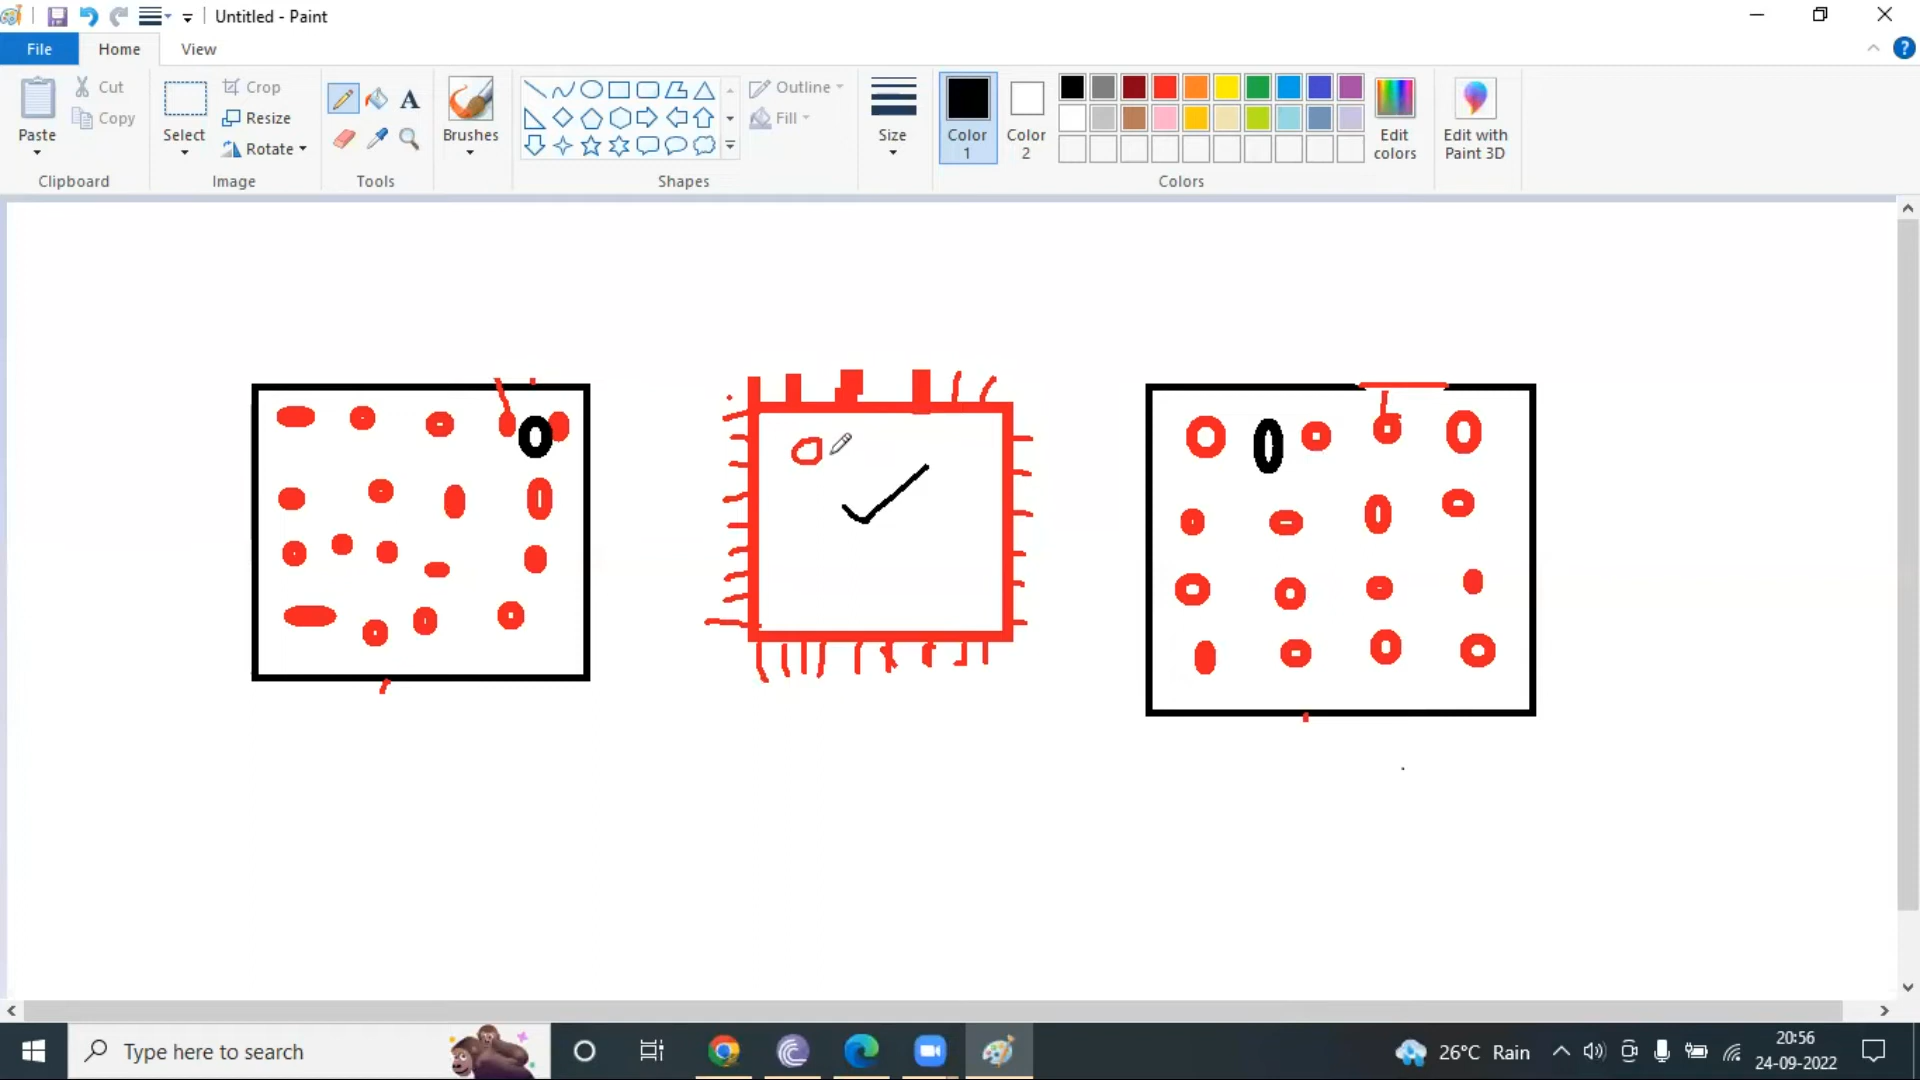 Untitled - Paint
File Home View
Paste
Cut
Copy
Clipboard
Select
Crop
Resize
Rotate
Image
A
Tools
Brushes
Shapes
Outline
Fill
Size
Color 1
Color 2
Edit colors
Colors
Edit with Paint 3D
?
Type here to search
26°C Rain
20:56
24-09-2022